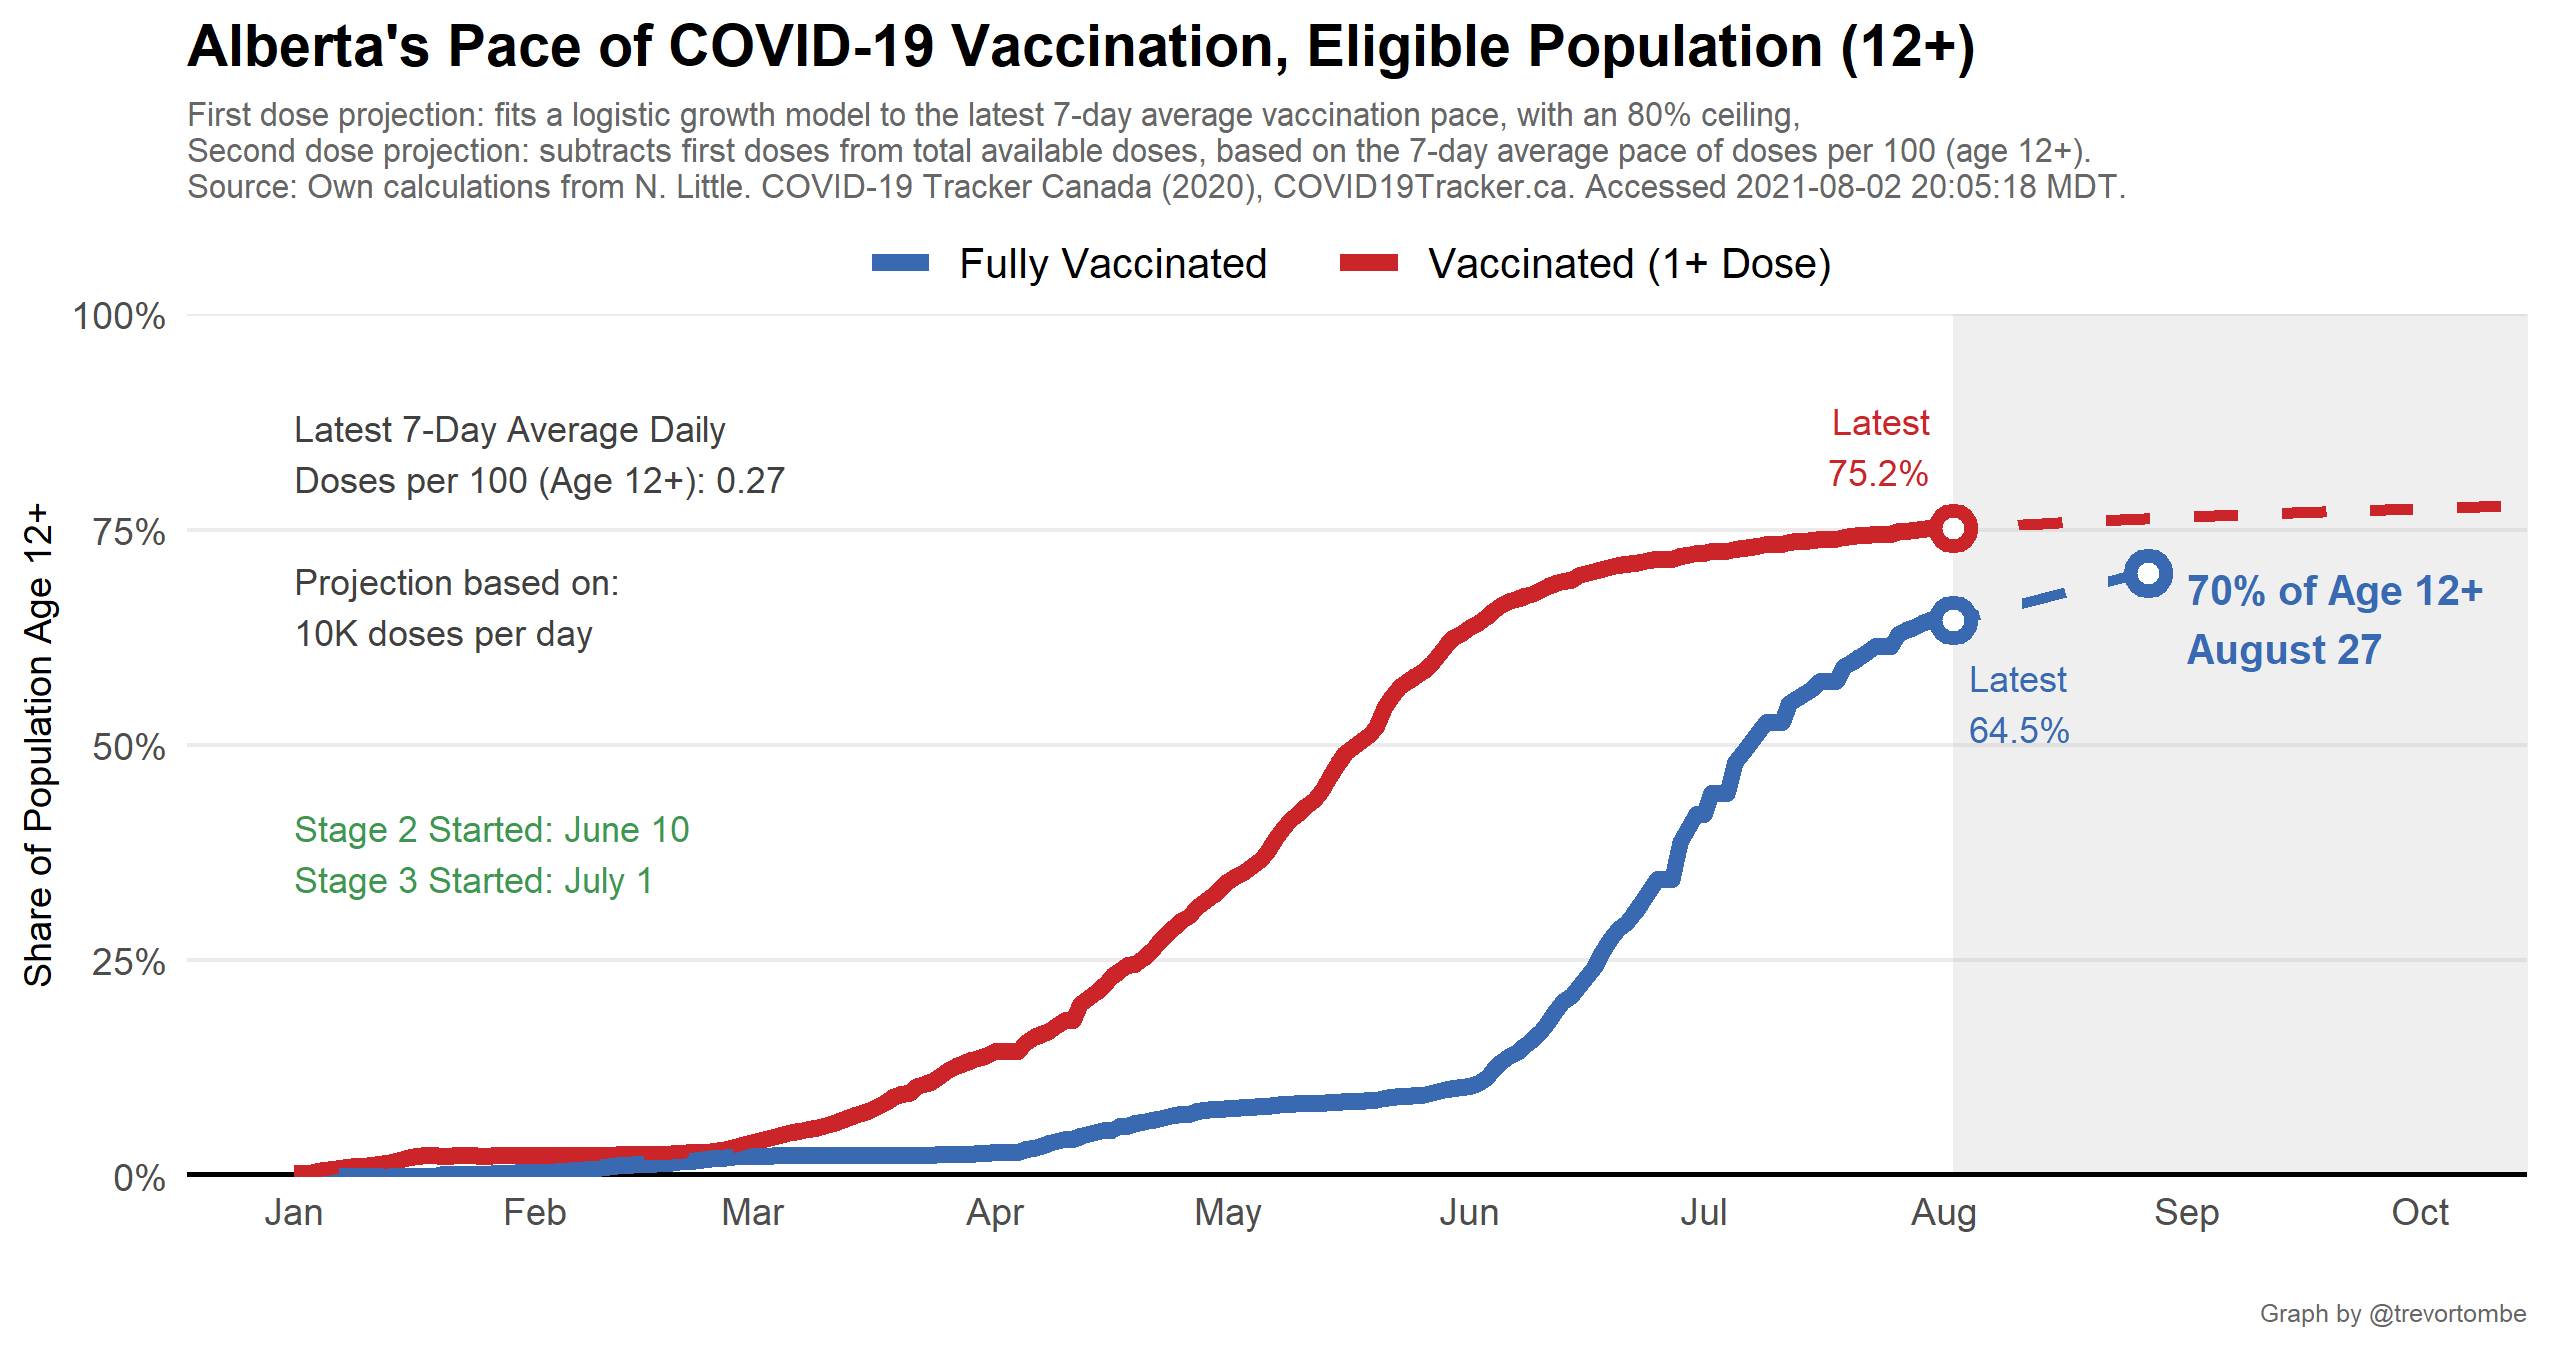 Alberta's Pace of COVID-19 Vaccination, Eligible Population (12+)
First dose projection: fits a logistic growth model to the latest 7-day average vaccination pace, with an 80% ceiling,
Second dose projection: subtracts first doses from total available doses, based on the 7-day average pace of doses per 100 (age 12+).
Source: Own calculations from N. Little. COVID-19 Tracker Canada (2020), COVID19Tracker.ca. Accessed 2021-08-02 20:05:18 MDT.
Fully Vaccinated
Vaccinated (1+ Dose)
Share of Population Age 12+
100%
75%
50%
25%
0%
Latest 7-Day Average Daily
Doses per 100 (Age 12+): 0.27
Projection based on:
10K doses per day
Stage 2 Started: June 10
Stage 3 Started: July 1
Latest
75.2%
70% of Age 12+
August 27
Latest
64.5%
Jan
Feb
Mar
Apr
May
Jun
Jul
Aug
Sep
Oct
Graph by @trevortombe